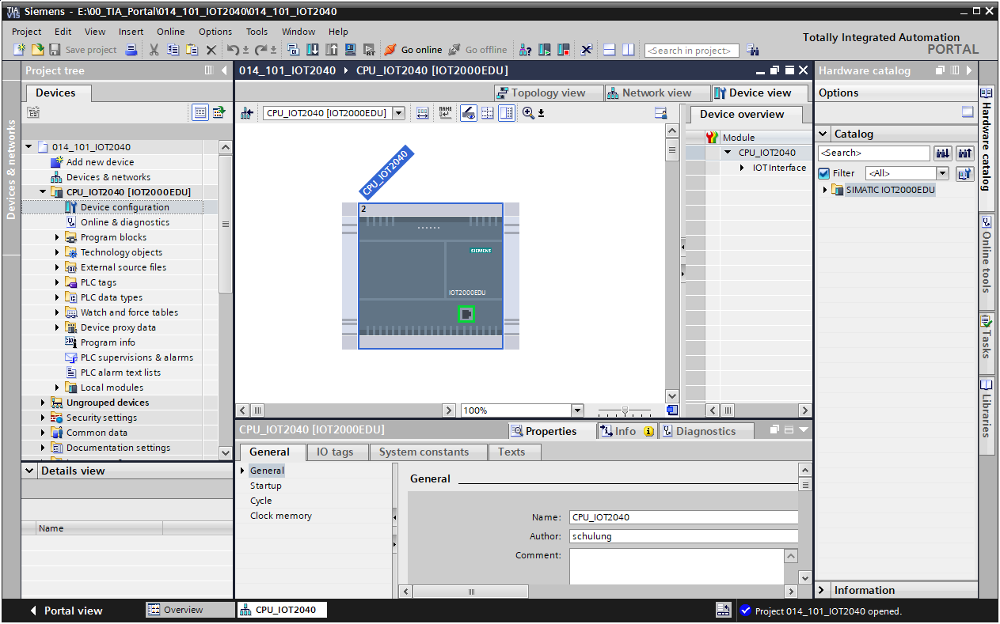 TIA
V15
Siemens - E:\00_TIA_Portal\014_101_IOT2040\014_101_IOT2040
Project Edit View Insert Online Options Tools Window Help
Totally Integrated Automation
PORTAL
Save project
Go online
Go offline
<Search in project>
Project tree
Devices
Devices & networks
014_101_IOT2040
Add new device
Devices & networks
CPU_IOT2040 [IOT2000EDU]
Device configuration
Online & diagnostics
Program blocks
Technology objects
External source files
PLC tags
PLC data types
Watch and force tables
Device proxy data
Program info
PLC supervisions & alarms
PLC alarm text lists
Local modules
Ungrouped devices
Security settings
Common data
Documentation settings
Details view
Name
014_101_IOT2040 CPU_IOT2040 [IOT2000EDU]
Topology view
Network view
Device view
CPU_IOT2040 [IOT2000EDU]
NAME
CPU_IOT2040
2
SIEMENS
IOT2000EDU
100%
Device overview
Module
CPU_IOT2040
IOT Interface
CPU_IOT2040 [IOT2000EDU]
Properties
Info
Diagnostics
General
IO tags
System constants
Texts
General
Startup
Cycle
Clock memory
General
Name: CPU_IOT2040
Author: schulung
Comment:
Hardware catalog
Options
Catalog
<Search>
Filter <All>
SIMATIC IOT2000EDU
Information
Hardware catalog
Online tools
Tasks
Libraries
Portal view
Overview
CPU_IOT2040
Project 014_101_IOT2040 opened.